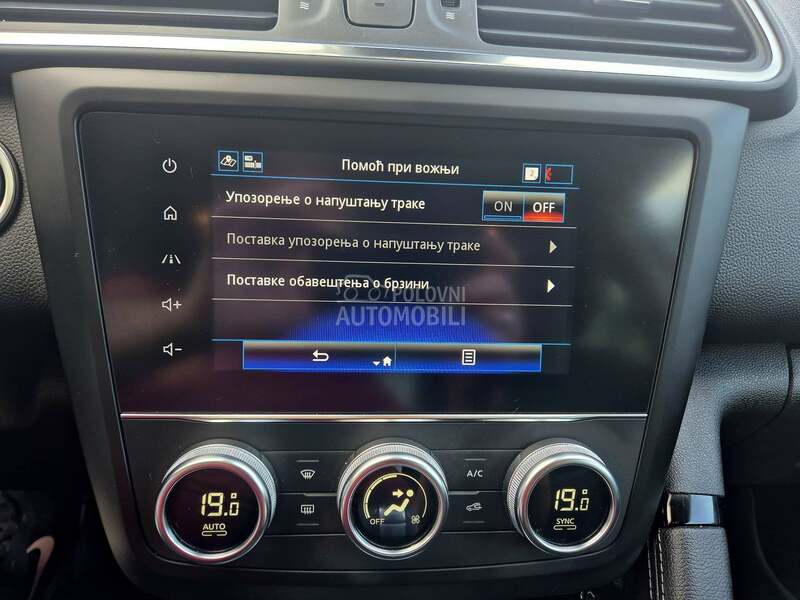 Помоћ при вожњи
2
Упозорење о напуштању траке ON OFF
Поставка упозорења о напуштању траке
Поставке обавештења о брзини
POLOVNI
AUTOMOBILI
A/C
19.0 19.0
AUTO OFF SYNC